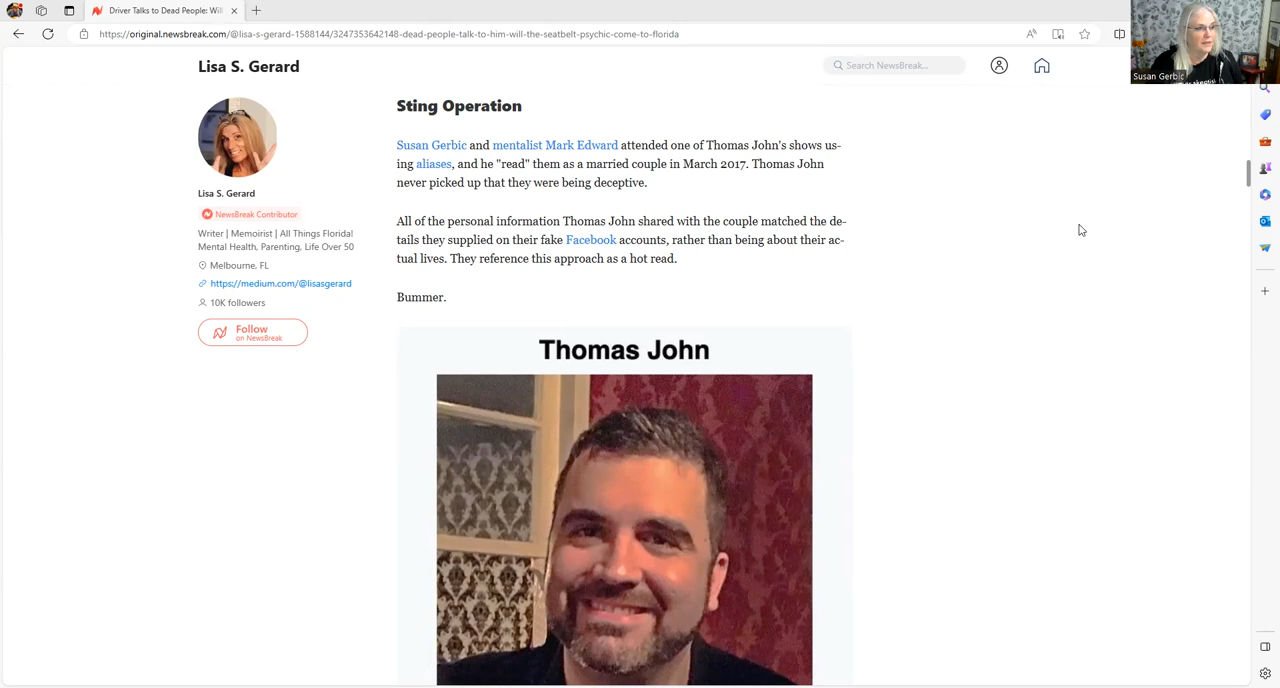 Driver Talks to Dead People: Wil
https://original.newsbreak.com/@lisa-s-gerard-1588144/3247353642148-dead-people-talk-to-him-will-the-seatbelt-psychic-come-to-florida
Susan Gerbic
Lisa S. Gerard
Search NewsBreak...
Lisa S. Gerard
NewsBreak Contributor
Writer | Memoirist | All Things Florida!
Mental Health, Parenting, Life Over 50
Melbourne, FL
https://medium.com/@lisasgerard
10K followers
Follow
on NewsBreak
Sting Operation
Susan Gerbic and mentalist Mark Edward attended one of Thomas John's shows us-
ing aliases, and he "read" them as a married couple in March 2017. Thomas John
never picked up that they were being deceptive.
All of the personal information Thomas John shared with the couple matched the de-
tails they supplied on their fake Facebook accounts, rather than being about their ac-
tual lives. They reference this approach as a hot read.
Bummer.
Thomas John